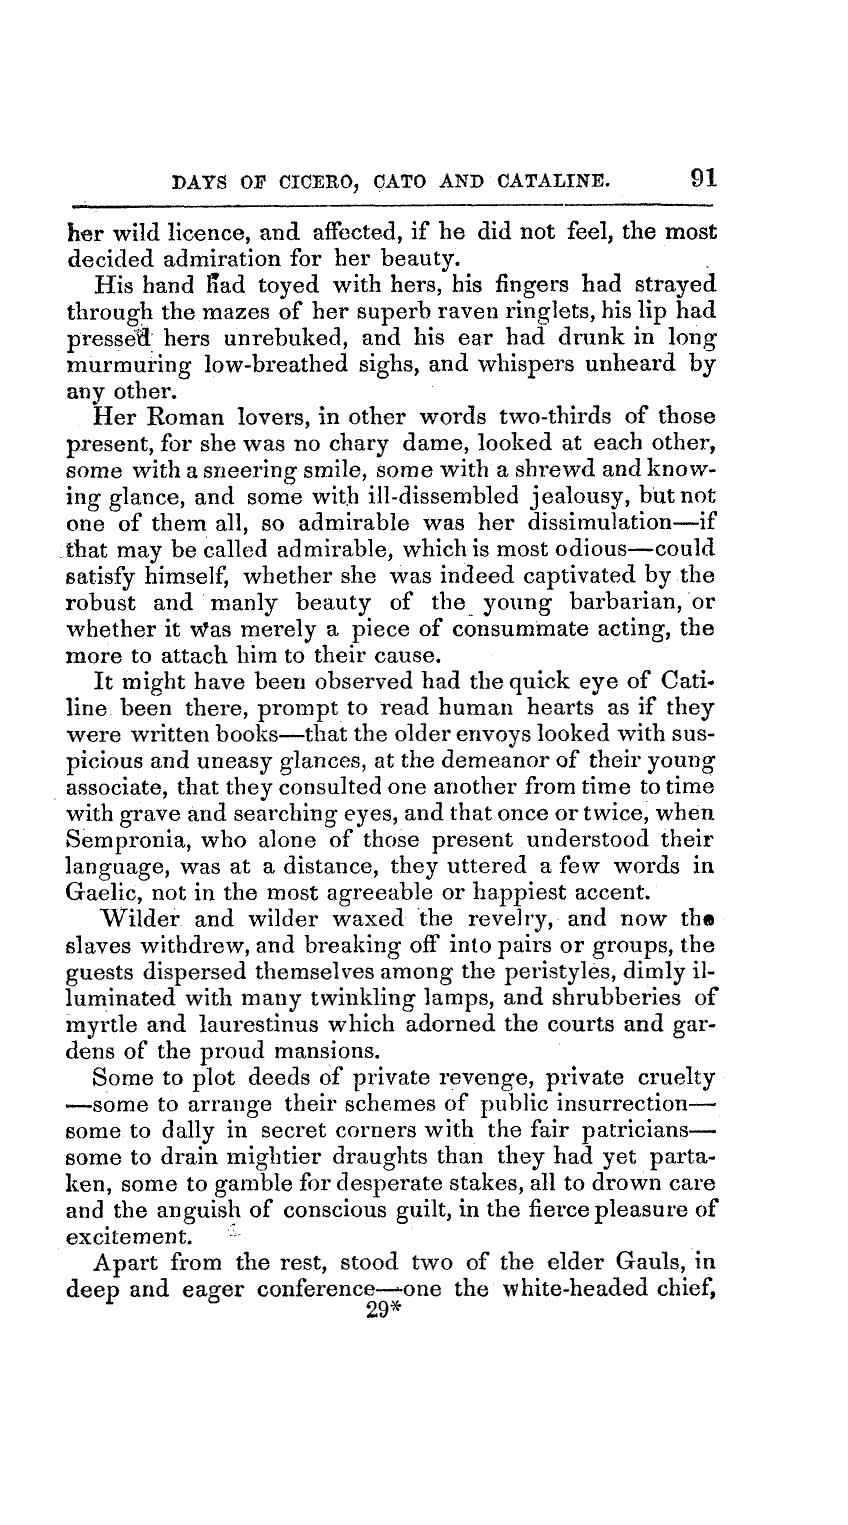 DAYS OF CICERO, CATO AND CATALINE. 91
her wild licence, and affected, if he did not feel, the most
decided admiration for her beauty.
His hand had toyed with hers, his fingers had strayed
through the mazes of her superb raven ringlets, his lip had
pressed hers unrebuked, and his ear had drunk in long
murmuring low-breathed sighs, and whispers unheard by
any other.
Her Roman lovers, in other words two-thirds of those
present, for she was no chary dame, looked at each other,
some with a sneering smile, some with a shrewd and know-
ing glance, and some with ill-dissembled jealousy, but not
one of them all, so admirable was her dissimulation—if
that may be called admirable, which is most odious—could
satisfy himself, whether she was indeed captivated by the
robust and manly beauty of the young barbarian, or
whether it was merely a piece of consummate acting, the
more to attach him to their cause.
It might have been observed had the quick eye of Cati-
line been there, prompt to read human hearts as if they
were written books—that the older envoys looked with sus-
picious and uneasy glances, at the demeanor of their young
associate, that they consulted one another from time to time
with grave and searching eyes, and that once or twice, when
Sempronia, who alone of those present understood their
language, was at a distance, they uttered a few words in
Gaelic, not in the most agreeable or happiest accent.
Wilder and wilder waxed the revelry, and now the
slaves withdrew, and breaking off into pairs or groups, the
guests dispersed themselves among the peristyles, dimly il-
luminated with many twinkling lamps, and shrubberies of
myrtle and laurestinus which adorned the courts and gar-
dens of the proud mansions.
Some to plot deeds of private revenge, private cruelty
—some to arrange their schemes of public insurrection—
some to dally in secret corners with the fair patricians—
some to drain mightier draughts than they had yet parta-
ken, some to gamble for desperate stakes, all to drown care
and the anguish of conscious guilt, in the fierce pleasure of
excitement.
Apart from the rest, stood two of the elder Gauls, in
deep and eager conference—one the white-headed chief,
29*